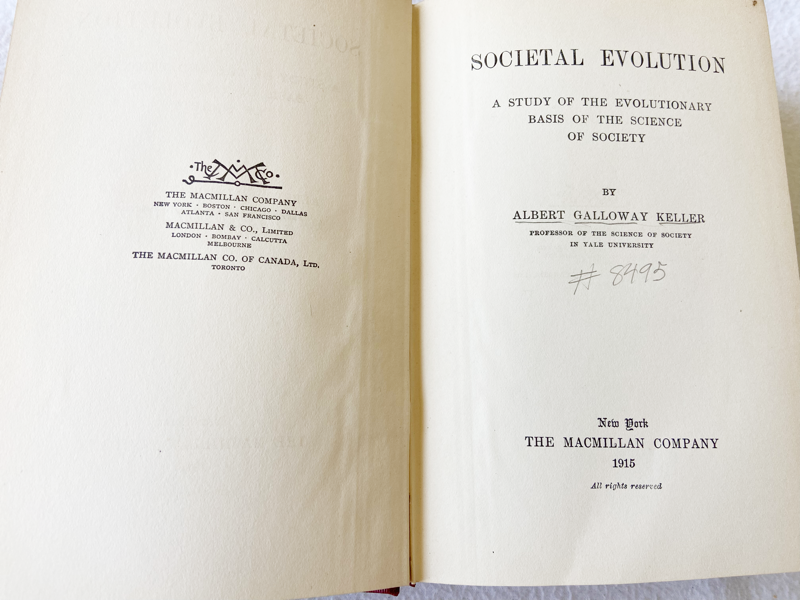 The M Co.
THE MACMILLAN COMPANY
NEW YORK · BOSTON · CHICAGO · DALLAS
ATLANTA · SAN FRANCISCO
MACMILLAN & CO., LIMITED
LONDON · BOMBAY · CALCUTTA
MELBOURNE
THE MACMILLAN CO. OF CANADA, LTD.
TORONTO
SOCIETAL EVOLUTION
A STUDY OF THE EVOLUTIONARY
BASIS OF THE SCIENCE
OF SOCIETY
BY
ALBERT GALLOWAY KELLER
PROFESSOR OF THE SCIENCE OF SOCIETY
IN YALE UNIVERSITY
# 8495
New York
THE MACMILLAN COMPANY
1915
All rights reserved